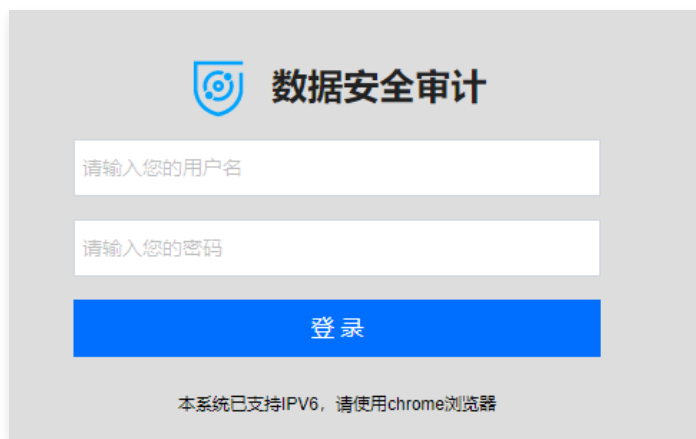 数据安全审计
请输入您的用户名
请输入您的密码
登录
本系统已支持IPV6，请使用chrome浏览器